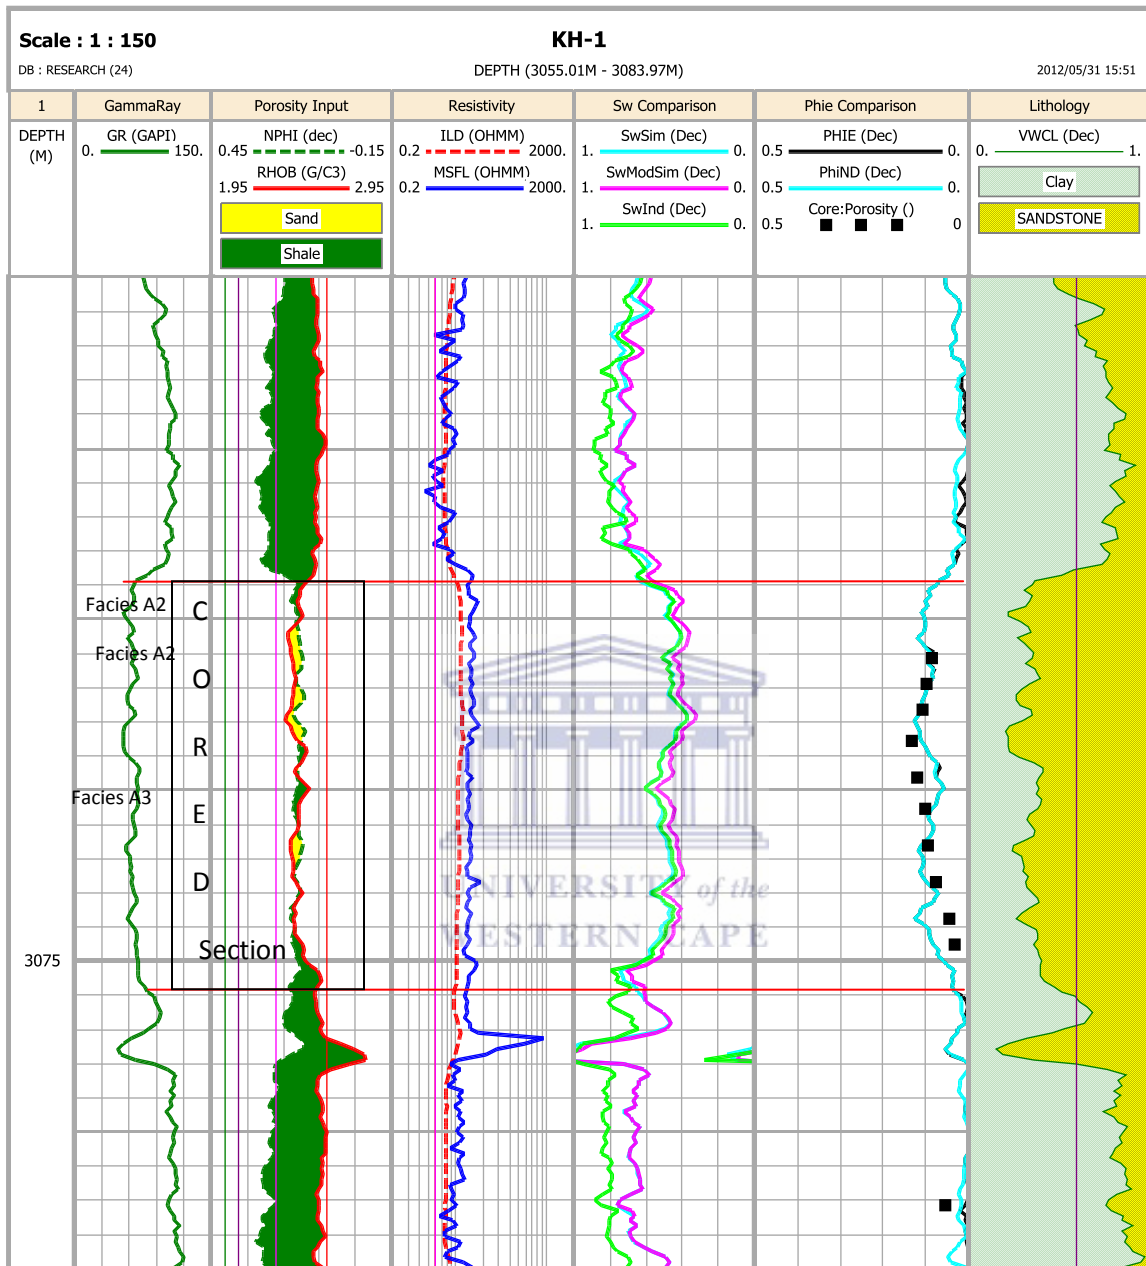 Scale : 1 : 150
KH-1
DB : RESEARCH (24)
DEPTH (3055.01M - 3083.97M)
2012/05/31 15:51
1
GammaRay
Porosity Input
Resistivity
Sw Comparison
Phie Comparison
Lithology
DEPTH
(M)
GR (GAPI)
0.
150.
NPHI (dec)
0.45
-0.15
RHOB (G/C3)
1.95
2.95
Sand
Shale
ILD (OHMM)
0.2
2000.
MSFL (OHMM)
0.2
2000.
SwSim (Dec)
1.
0.
SwModSim (Dec)
1.
0.
SwInd (Dec)
1.
0.
PHIE (Dec)
0.5
0.
PhiND (Dec)
0.5
0.
Core:Porosity ()
0.5
0
VWCL (Dec)
0.
1.
Clay
SANDSTONE
Facies A2
Facies A2
Facies A3
C
O
R
E
D
Section
3075
UNIVERSITY of the
WESTERN CAPE